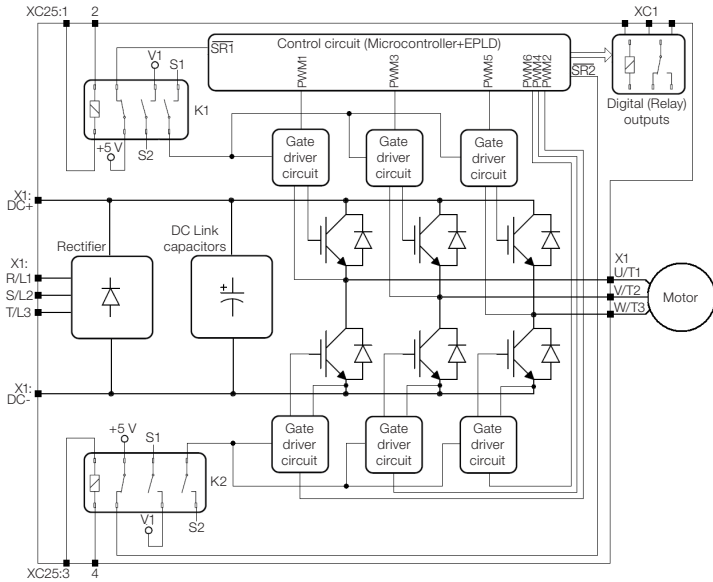 XC25:1 2 XC1
Control circuit (Microcontroller+EPLD)
SR1
PWM1
PWM3
PWM5
PWM6
PWM4
PWM2
SR2
V1
S1
K1
+5 V
S2
Digital (Relay)
outputs
Gate
driver
circuit
Gate
driver
circuit
Gate
driver
circuit
X1:
DC+
Rectifier
DC Link
capacitors
+
X1:
R/L1
S/L2
T/L3
X1
U/T1
V/T2
W/T3
Motor
X1:
DC-
+5 V
S1
K2
V1
S2
Gate
driver
circuit
Gate
driver
circuit
Gate
driver
circuit
XC25:3 4